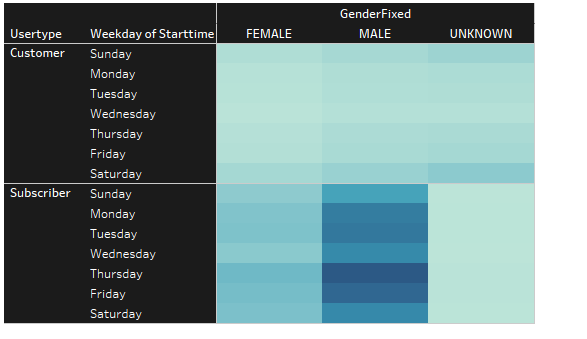 GenderFixed
Usertype Weekday of Starttime FEMALE MALE UNKNOWN
Customer Sunday
Monday
Tuesday
Wednesday
Thursday
Friday
Saturday
Subscriber Sunday
Monday
Tuesday
Wednesday
Thursday
Friday
Saturday